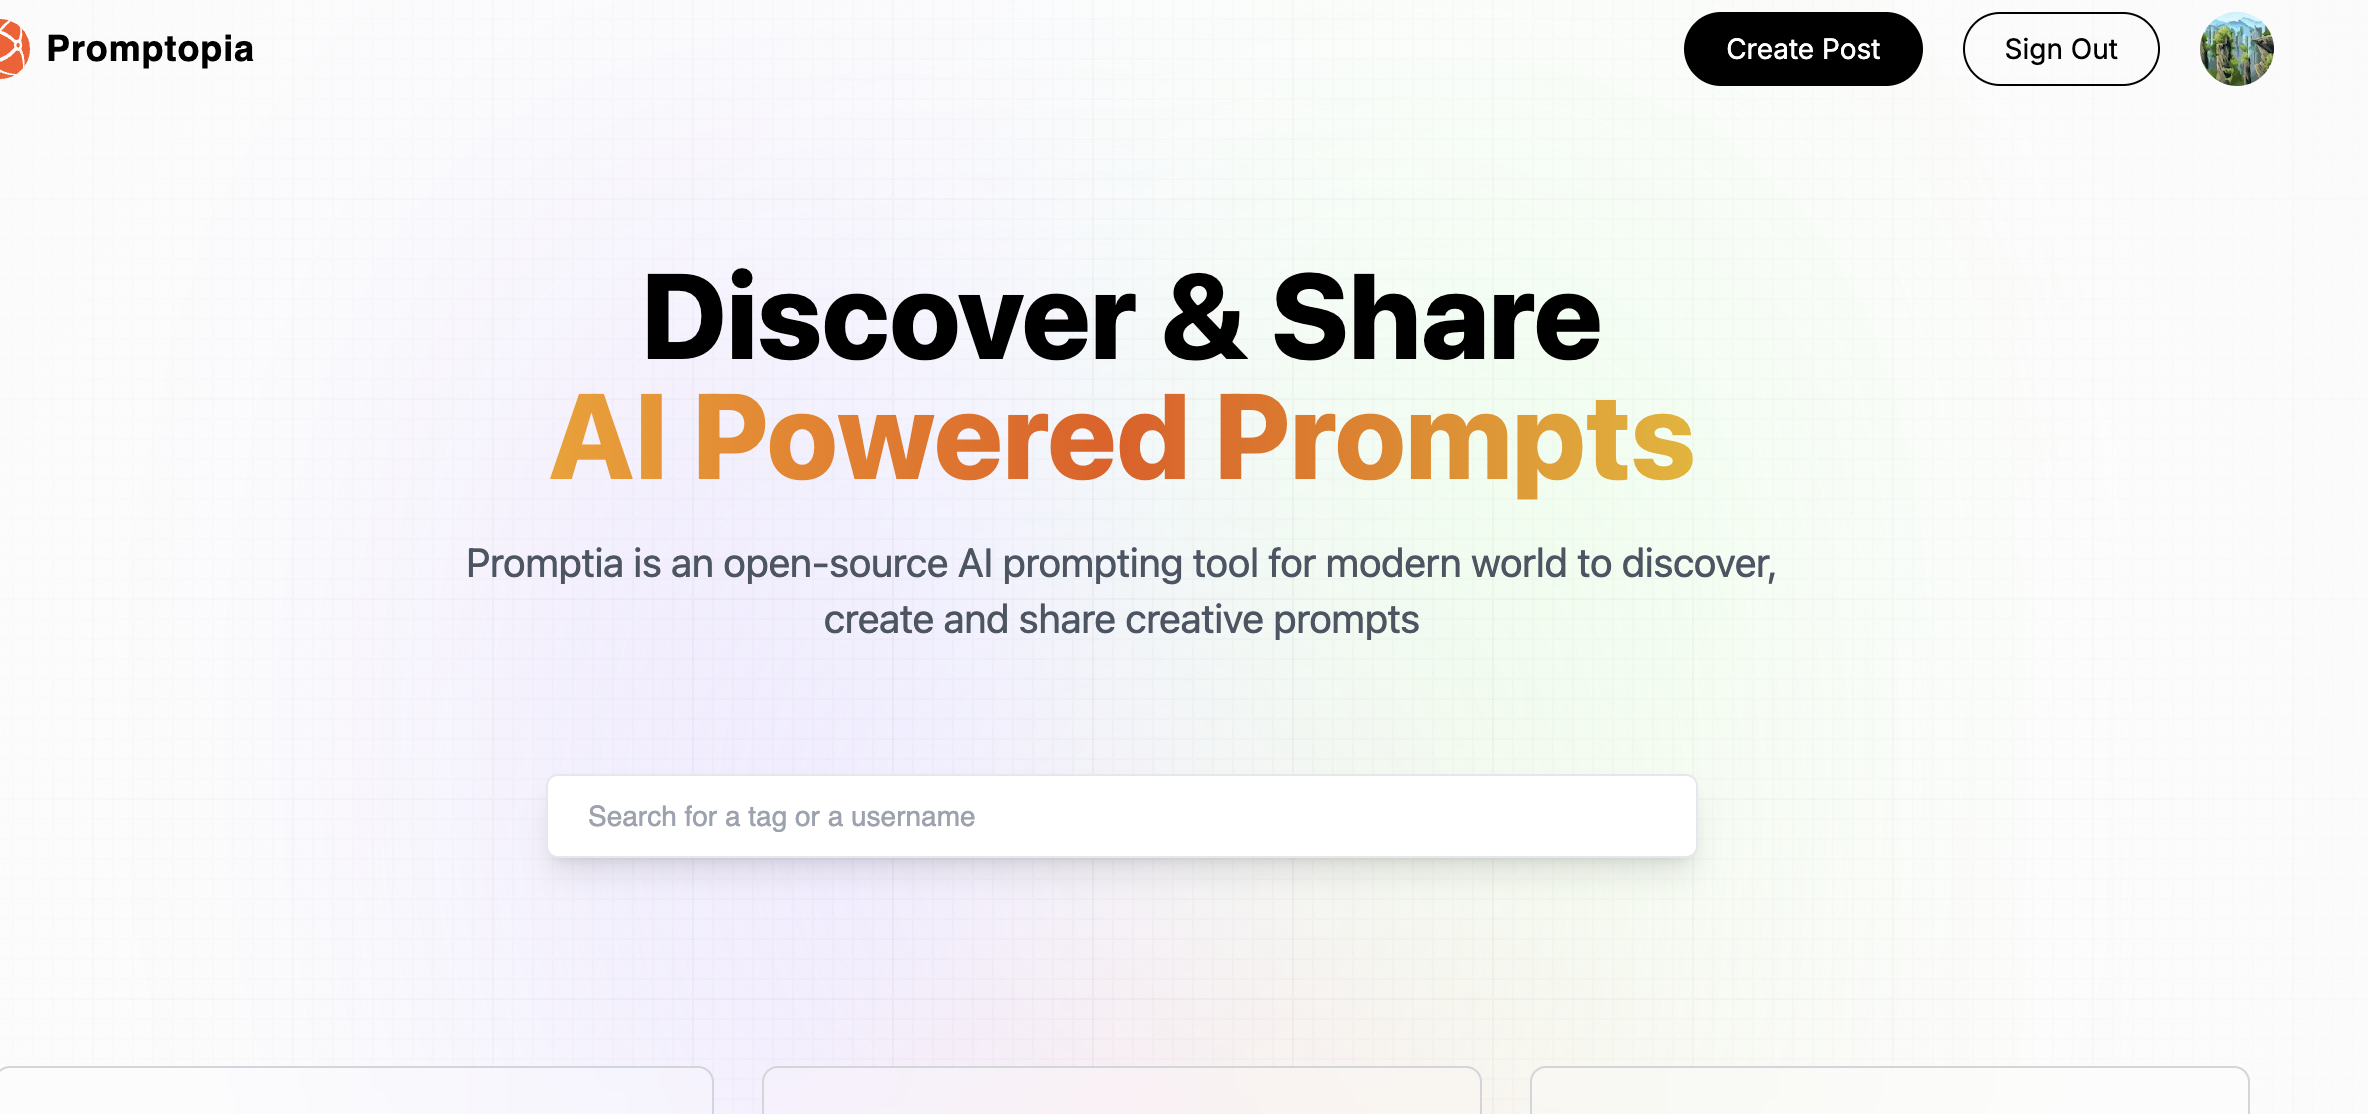 Promptopia
Create Post
Sign Out
Discover & Share
AI Powered Prompts
Promptia is an open-source AI prompting tool for modern world to discover,
create and share creative prompts
Search for a tag or a username